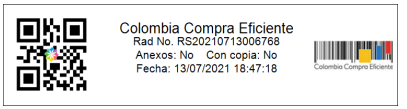 Colombia Compra Eficiente
Rad No. RS20210713006768
Anexos: No Con copia: No
Fecha: 13/07/2021 18:47:18
Colombia Compra Eficiente